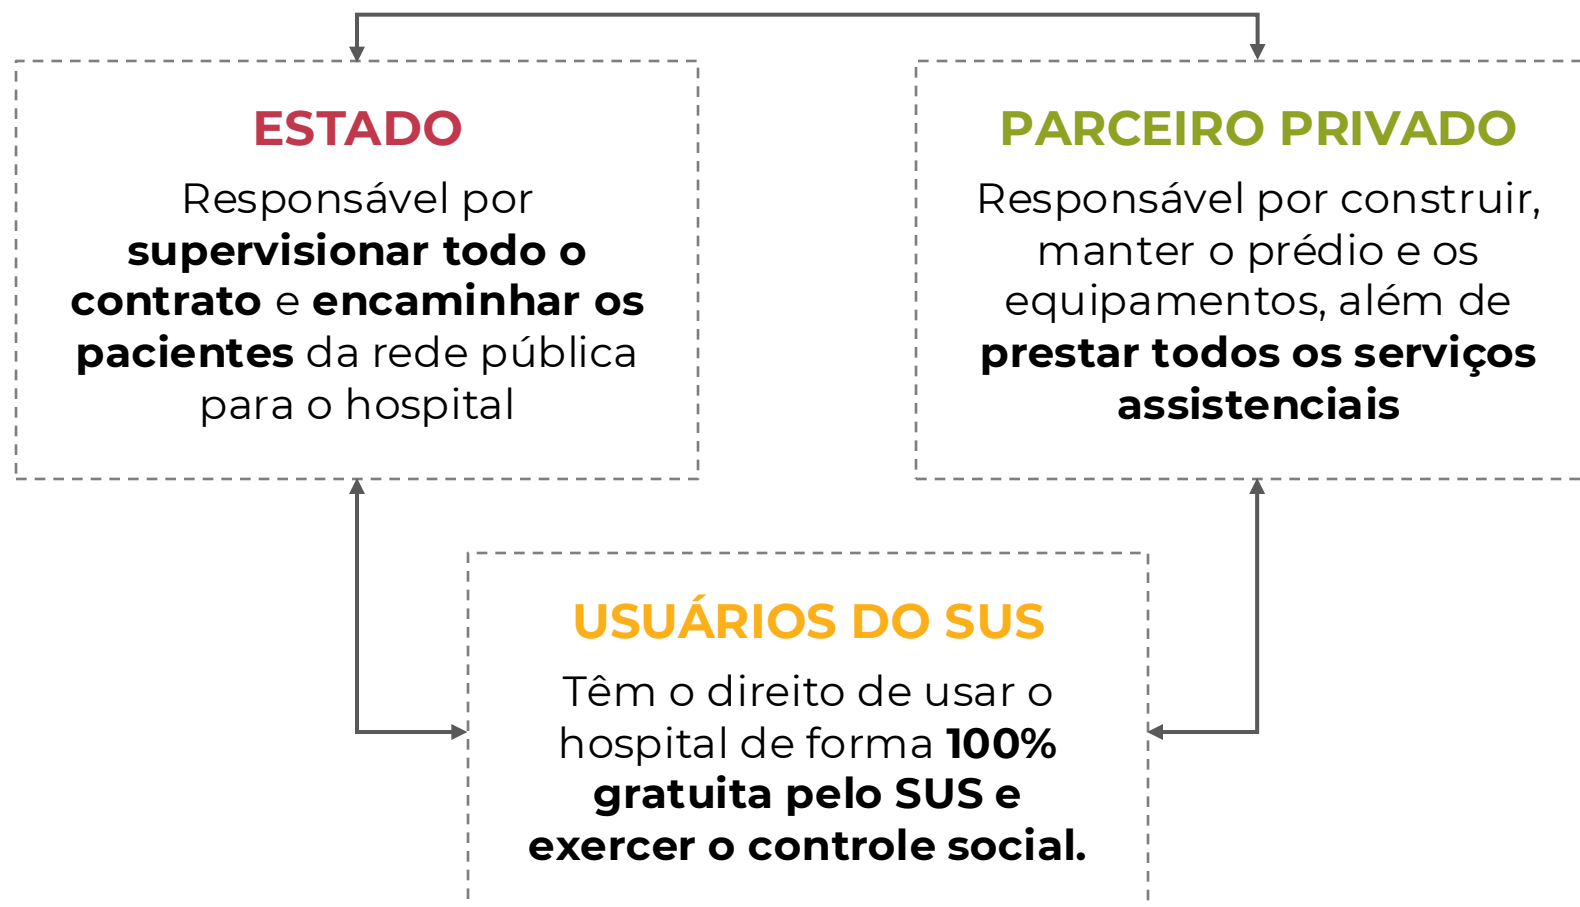 ESTADO
Responsável por
supervisionar todo o
contrato e encaminhar os
pacientes da rede pública
para o hospital
PARCEIRO PRIVADO
Responsável por construir,
manter o prédio e os
equipamentos, além de
prestar todos os serviços
assistenciais
USUÁRIOS DO SUS
Têm o direito de usar o
hospital de forma 100%
gratuita pelo SUS e
exercer o controle social.